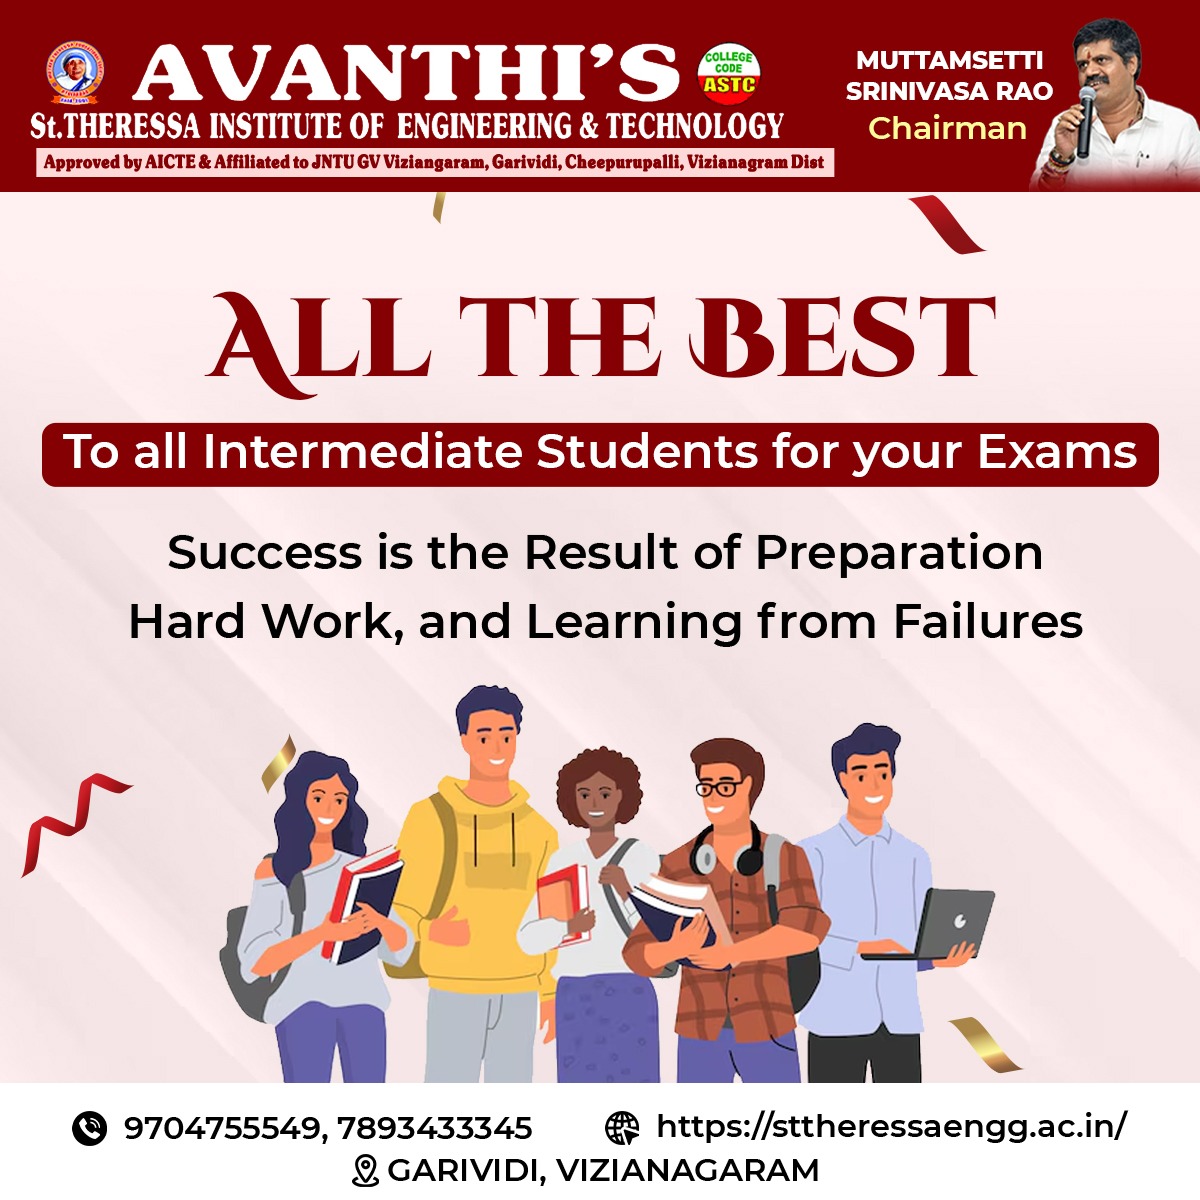 AVANTHI'S
COLLEGE
CODE
ASTC
St.THERESSA INSTITUTE OF ENGINEERING & TECHNOLOGY
Approved by AICTE & Affiliated to JNTU GV Viziangaram, Garividi, Cheepurupalli, Vizianagram Dist
MUTTAMSETTI
SRINIVASA RAO
Chairman
ALL THE BEST
To all Intermediate Students for your Exams
Success is the Result of Preparation
Hard Work, and Learning from Failures
9704755549, 7893433345
https://sttheressaengg.ac.in/
GARIVIDI, VIZIANAGARAM